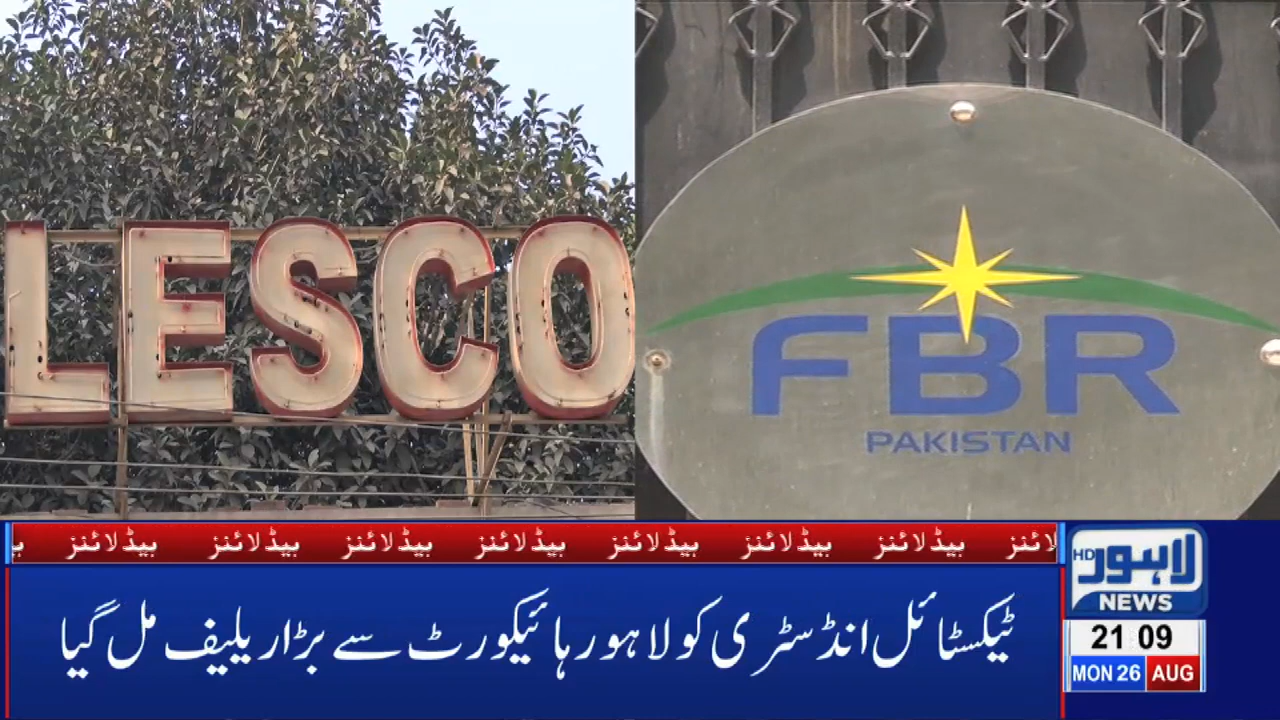 LESCO
FBR
PAKISTAN
ہیڈلائنز ہیڈلائنز ہیڈلائنز ہیڈلائنز ہیڈلائنز ہیڈلائنز ہیڈلائنز
HD لاہور
NEWS
ٹیکسٹائل انڈسٹری کو لاہور ہائیکورٹ سے بڑا ریلیف مل گیا
21 09
MON 26 AUG